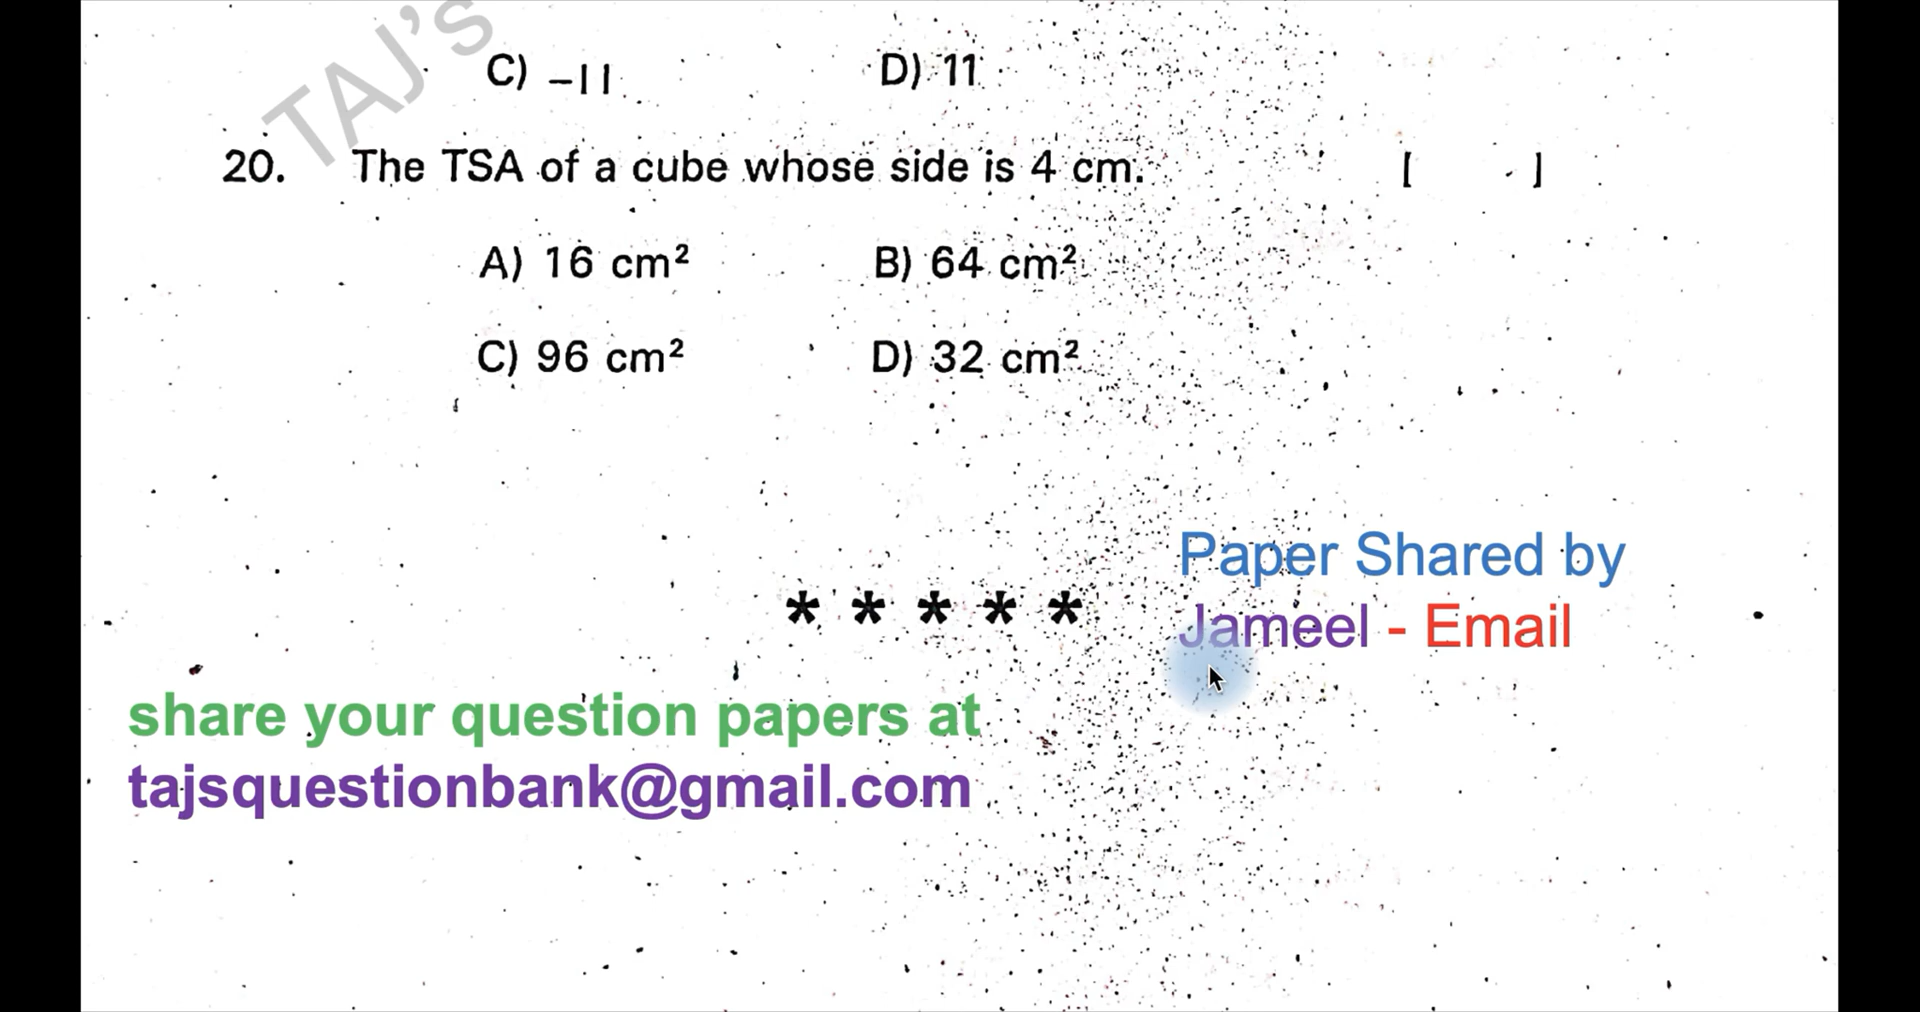 TAJ's
C) –11 D) 11
20. The TSA of a cube whose side is 4 cm. [ ]
A) 16 cm² B) 64 cm²
C) 96 cm² D) 32 cm²
* * * * *
Paper Shared by
Jameel - Email
share your question papers at
tajsquestionbank@gmail.com